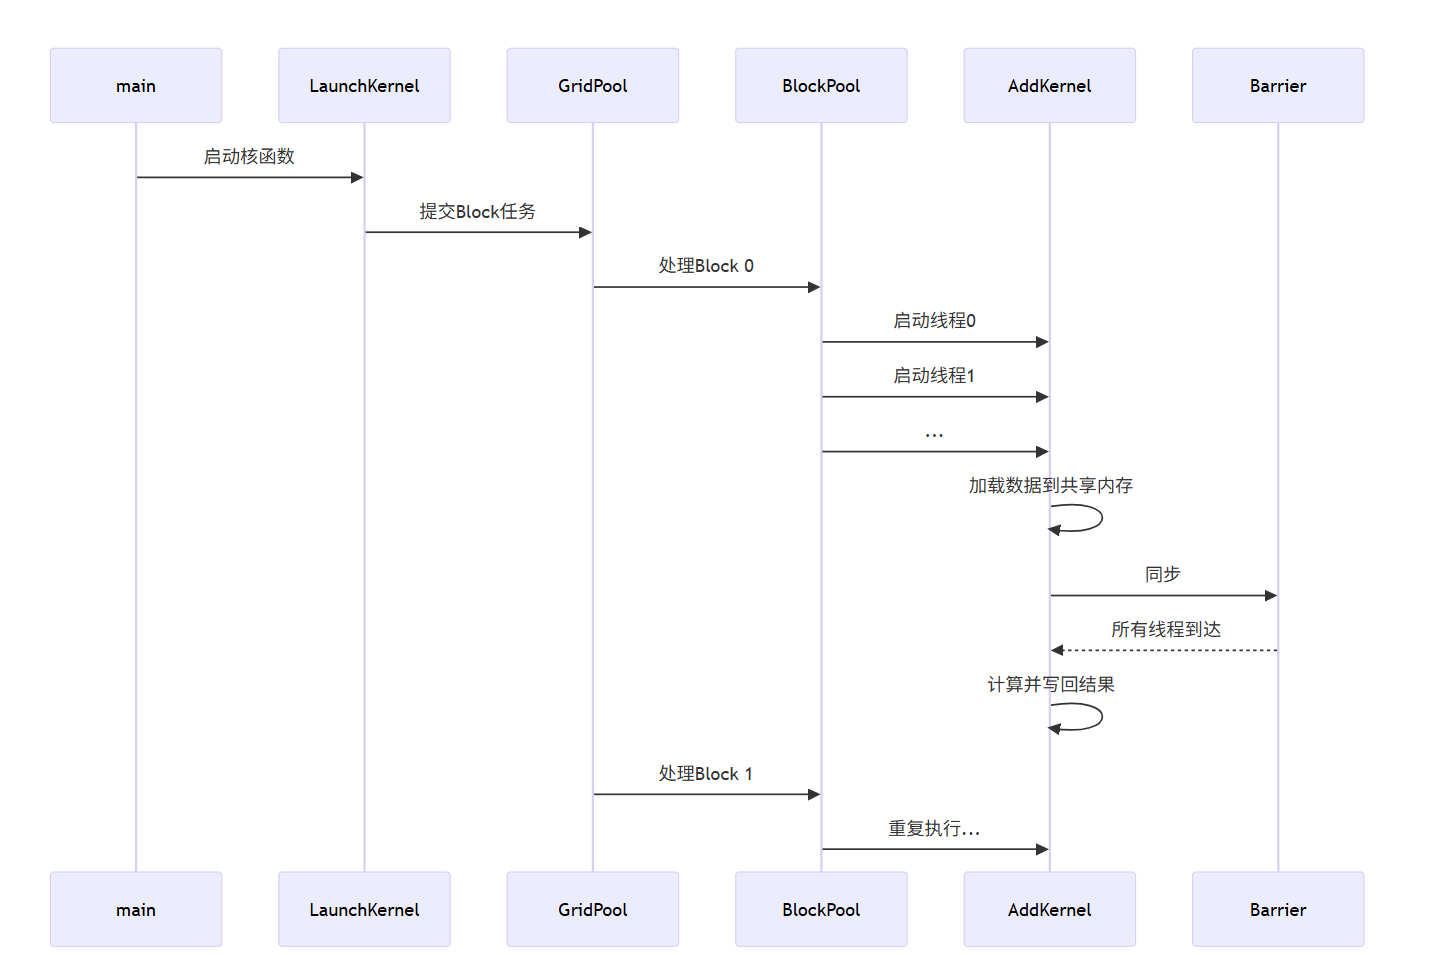 main
LaunchKernel
GridPool
BlockPool
AddKernel
Barrier
启动核函数
提交Block任务
处理Block 0
启动线程0
启动线程1
...
加载数据到共享内存
同步
所有线程到达
计算并写回结果
处理Block 1
重复执行...
main
LaunchKernel
GridPool
BlockPool
AddKernel
Barrier